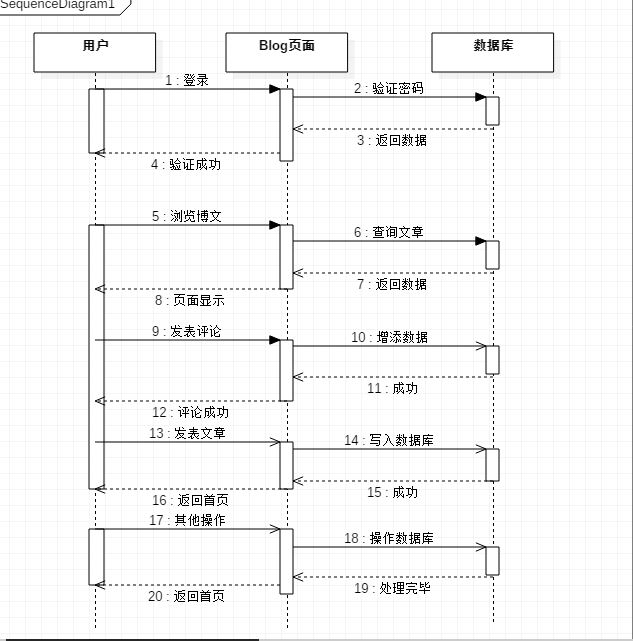 SequenceDiagram1
用户
Blog页面
数据库
1 : 登录
2 : 验证密码
3 : 返回数据
4 : 验证成功
5 : 浏览博文
6 : 查询文章
7 : 返回数据
8 : 页面显示
9 : 发表评论
10 : 增添数据
11 : 成功
12 : 评论成功
13 : 发表文章
14 : 写入数据库
15 : 成功
16 : 返回首页
17 : 其他操作
18 : 操作数据库
19 : 处理完毕
20 : 返回首页